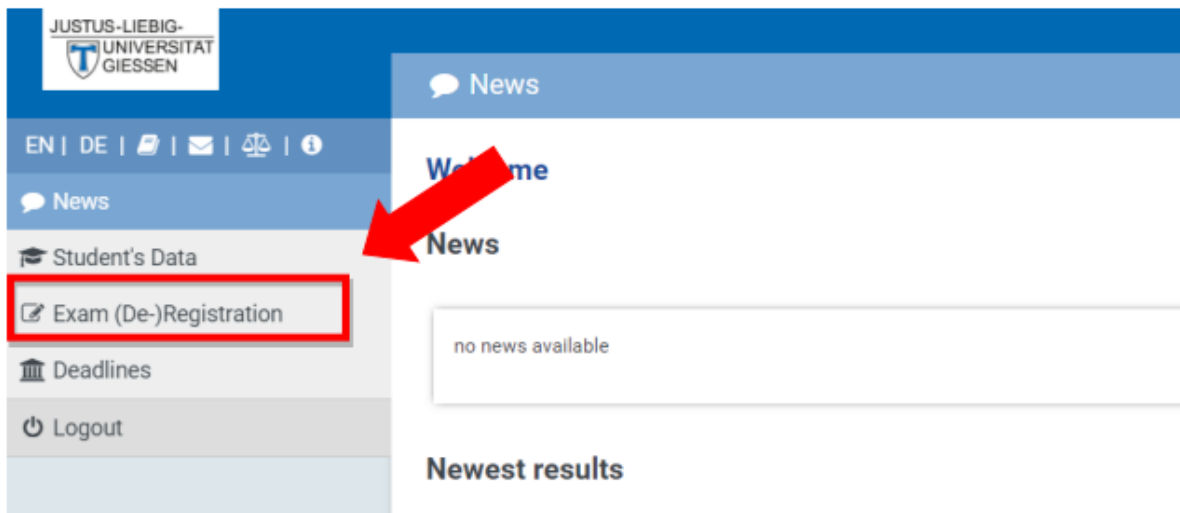 JUSTUS-LIEBIG-
UNIVERSITAT
GIESSEN
News
EN | DE | | | |
News
Student's Data
Exam (De-)Registration
Deadlines
Logout
News
no news available
Newest results